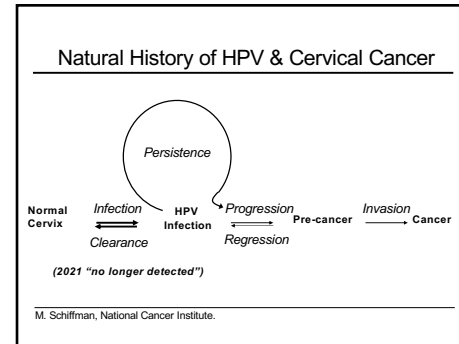 Natural History of HPV & Cervical Cancer
Persistence
Normal Cervix
Infection
Clearance
HPV Infection
Progression
Regression
Pre-cancer
Invasion
Cancer
(2021 “no longer detected”)
M. Schiffman, National Cancer Institute.